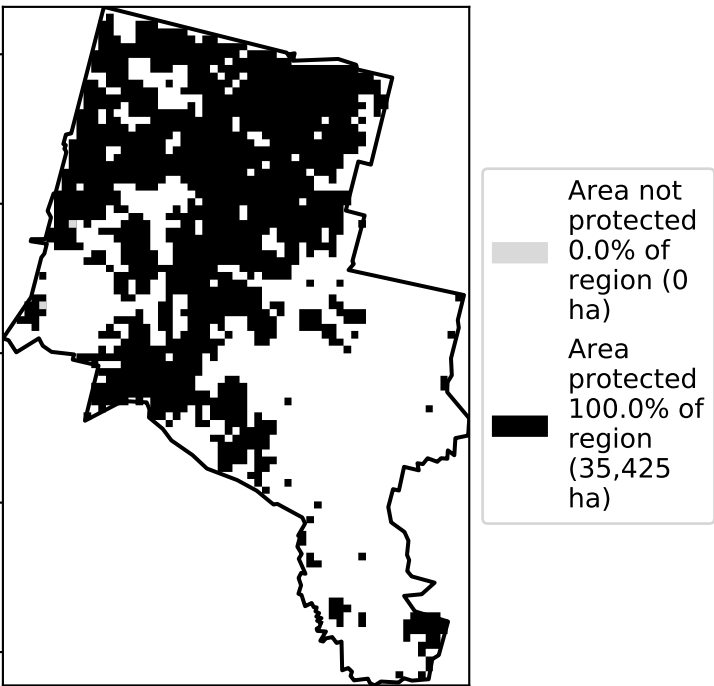 Area not
protected
0.0% of
region (0
ha)
Area
protected
100.0% of
region
(35,425
ha)